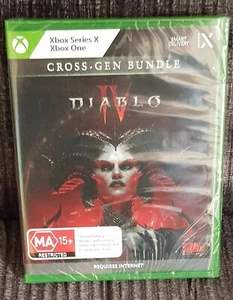 Xbox Series X
Xbox One
SMART
DELIVERY
CROSS-GEN BUNDLE
DIABLO
IV
MA 15+
RESTRICTED
REQUIRES INTERNET